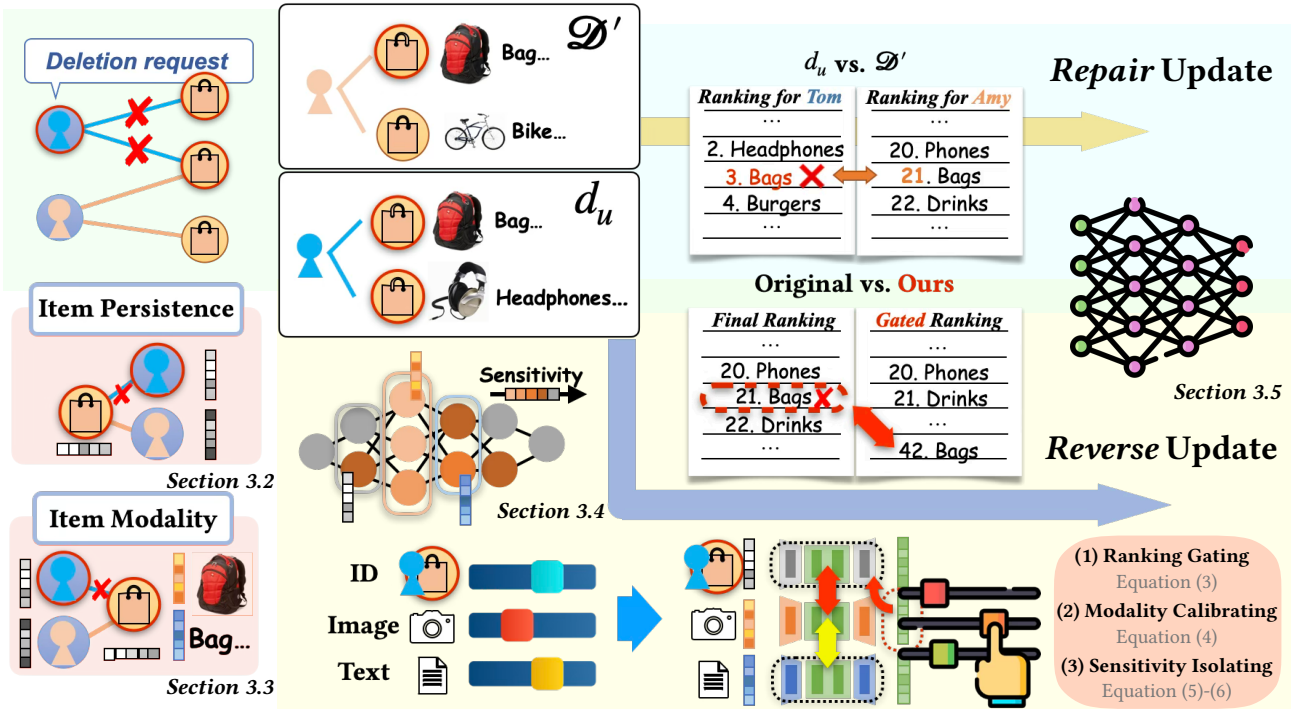 Deletion request
Item Persistence
Section 3.2
Item Modality
Bag...
Section 3.3
𝒟′
Bag...
Bike...
d_u
Bag...
Headphones...
Sensitivity
Section 3.4
d_u vs. 𝒟′
Ranking for Tom
...
2. Headphones
3. Bags
4. Burgers
...
Ranking for Amy
...
20. Phones
21. Bags
22. Drinks
...
Original vs. Ours
Final Ranking
...
20. Phones
21. Bags
22. Drinks
...
Gated Ranking
...
20. Phones
21. Drinks
...
42. Bags
Repair Update
Section 3.5
Reverse Update
ID
Image
Text
(1) Ranking Gating
Equation (3)
(2) Modality Calibrating
Equation (4)
(3) Sensitivity Isolating
Equation (5)-(6)